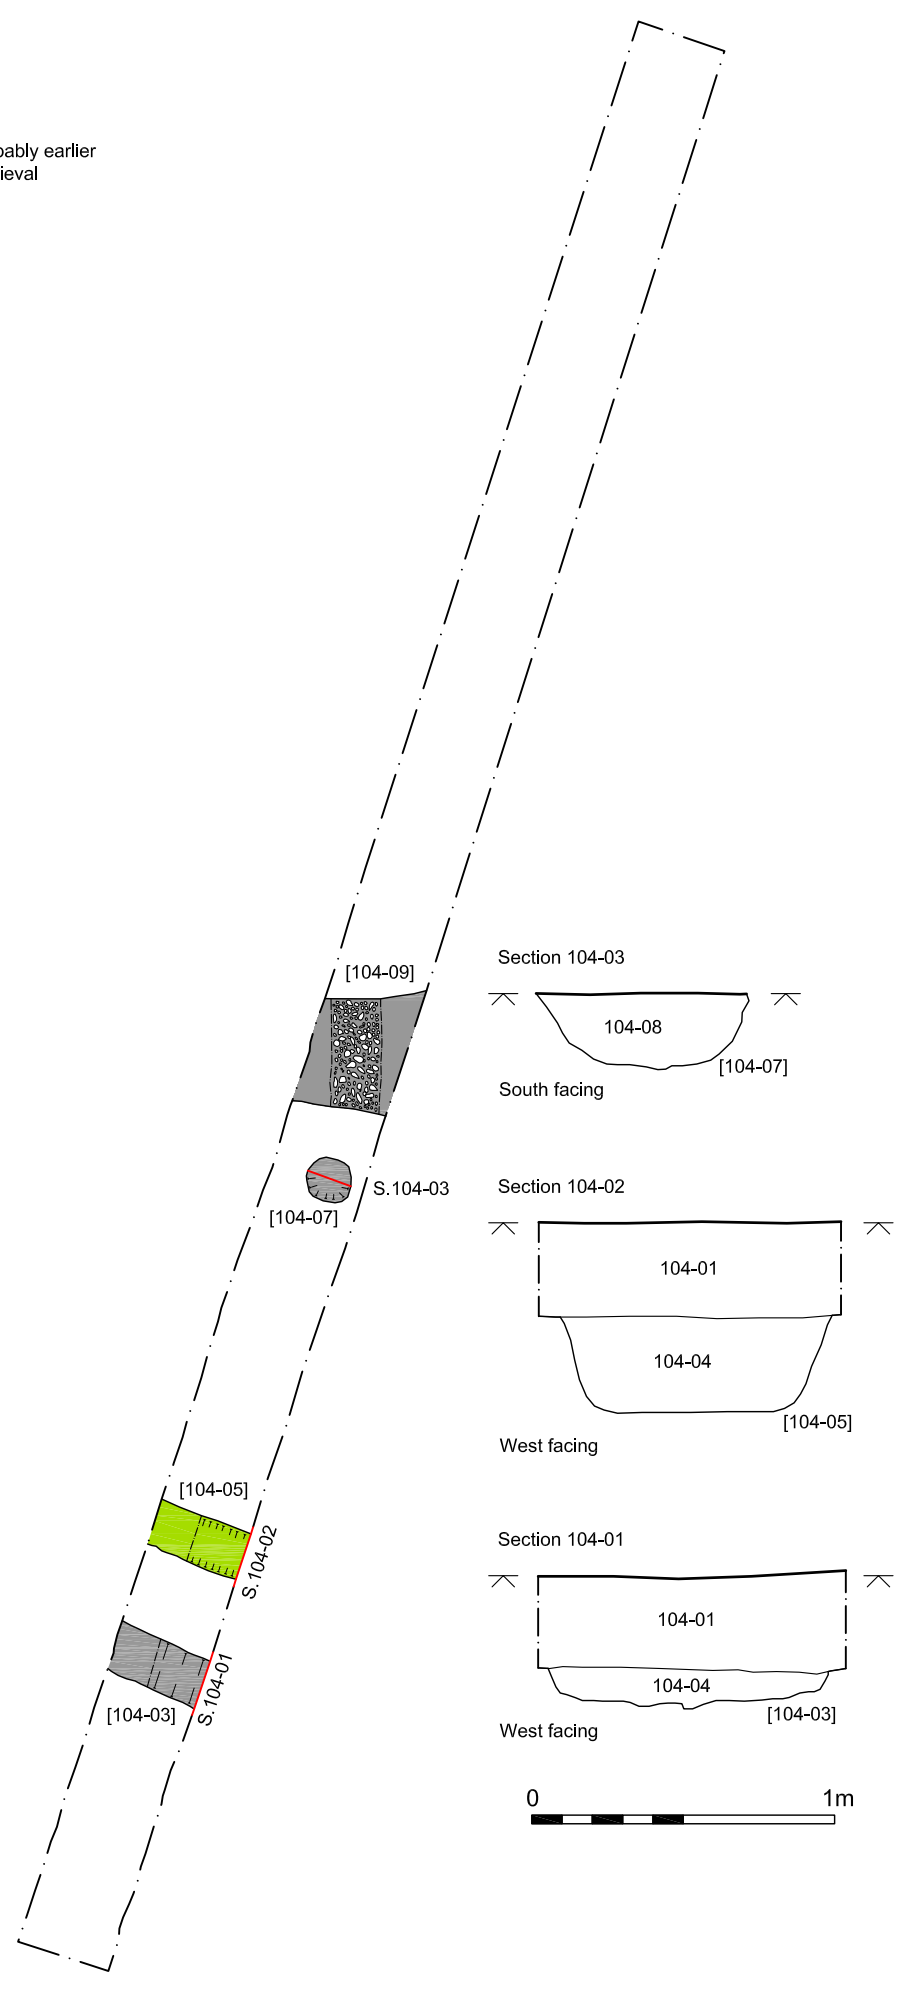 ieval
[104-09]
Section 104-03
104-08
[104-07]
South facing
S.104-03
[104-07]
Section 104-02
104-01
104-04
[104-05]
West facing
[104-05]
S.104-02
Section 104-01
104-01
104-04
[104-03]
West facing
S.104-01
[104-03]
0 1m